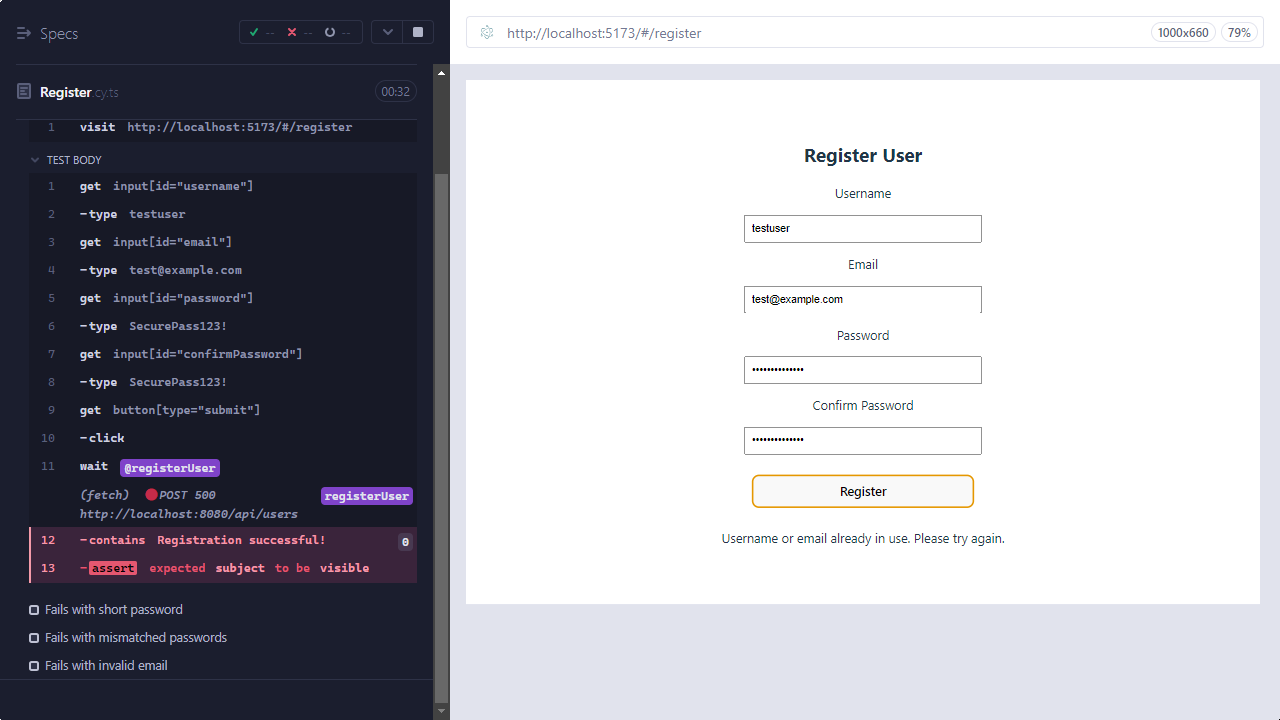 Specs
-- -- --
Register.cy.ts 00:32
1 visit http://localhost:5173/#/register
TEST BODY
1 get input[id="username"]
2 -type testuser
3 get input[id="email"]
4 -type test@example.com
5 get input[id="password"]
6 -type SecurePass123!
7 get input[id="confirmPassword"]
8 -type SecurePass123!
9 get button[type="submit"]
10 -click
11 wait @registerUser
(fetch) POST 500 registerUser
http://localhost:8080/api/users
12 -contains Registration successful! 0
13 -assert expected subject to be visible
Fails with short password
Fails with mismatched passwords
Fails with invalid email
http://localhost:5173/#/register 1000x660 79%
Register User
Username
testuser
Email
test@example.com
Password
••••••••••••••
Confirm Password
••••••••••••••
Register
Username or email already in use. Please try again.